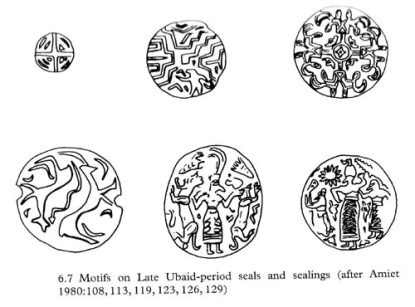 6.7 Motifs on Late Ubaid-period seals and sealings (after Amiet
1980:108, 113, 119, 123, 126, 129)